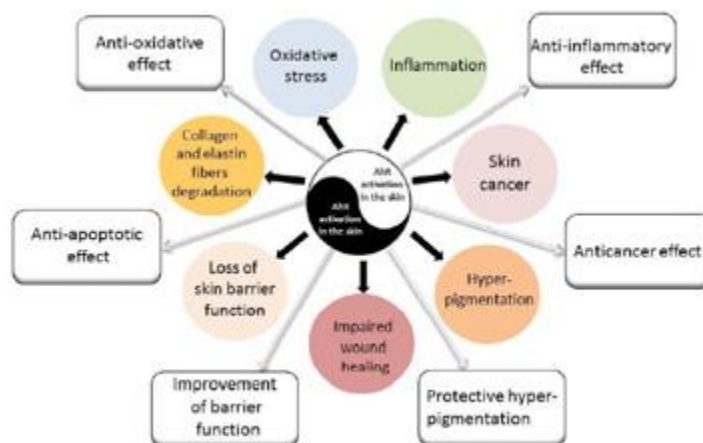 Anti-oxidative
effect
Oxidative
stress
Inflammation
Anti-inflammatory
effect
Collagen
and elastin
fibers
degradation
AhR
activation
in the skin
AhR
activation
in the skin
Skin
cancer
Anti-apoptotic
effect
Loss of
skin barrier
function
Hyper-
pigmentation
Anticancer effect
Impaired
wound
healing
Improvement
of barrier
function
Protective hyper-
pigmentation